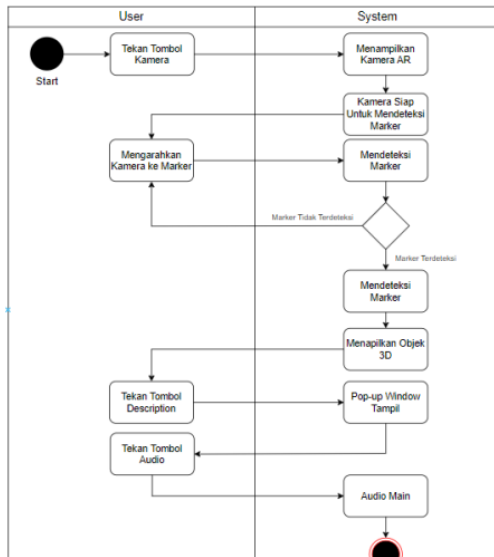 User
System
Start
Tekan Tombol
Kamera
Menampilkan
Kamera AR
Kamera Siap
Untuk Mendeteksi
Marker
Mengarahkan
Kamera ke Marker
Mendeteksi
Marker
Marker Tidak Terdeteksi
Marker Terdeteksi
Mendeteksi
Marker
Menapilkan Objek
3D
Tekan Tombol
Description
Pop-up Window
Tampil
Tekan Tombol
Audio
Audio Main